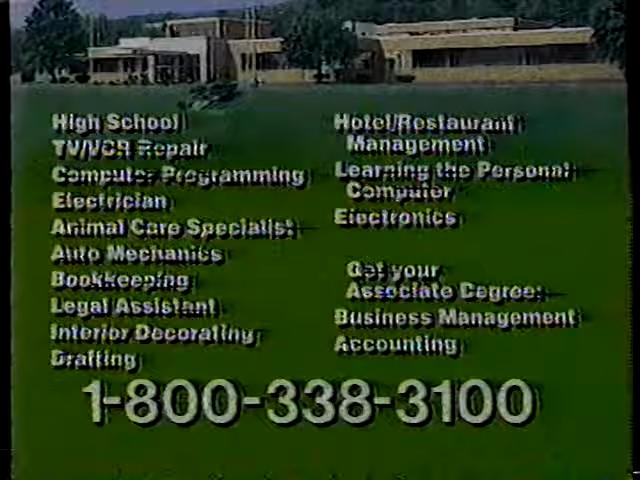 High School
TV/VCR Repair
Computer Programming
Electrician
Animal Care Specialist
Auto Mechanics
Bookkeeping
Legal Assistant
Interior Decorating
Drafting
Hotel/Restaurant
Management
Learning the Personal
Computer
Electronics
Get your
Associate Degree:
Business Management
Accounting
1-800-338-3100